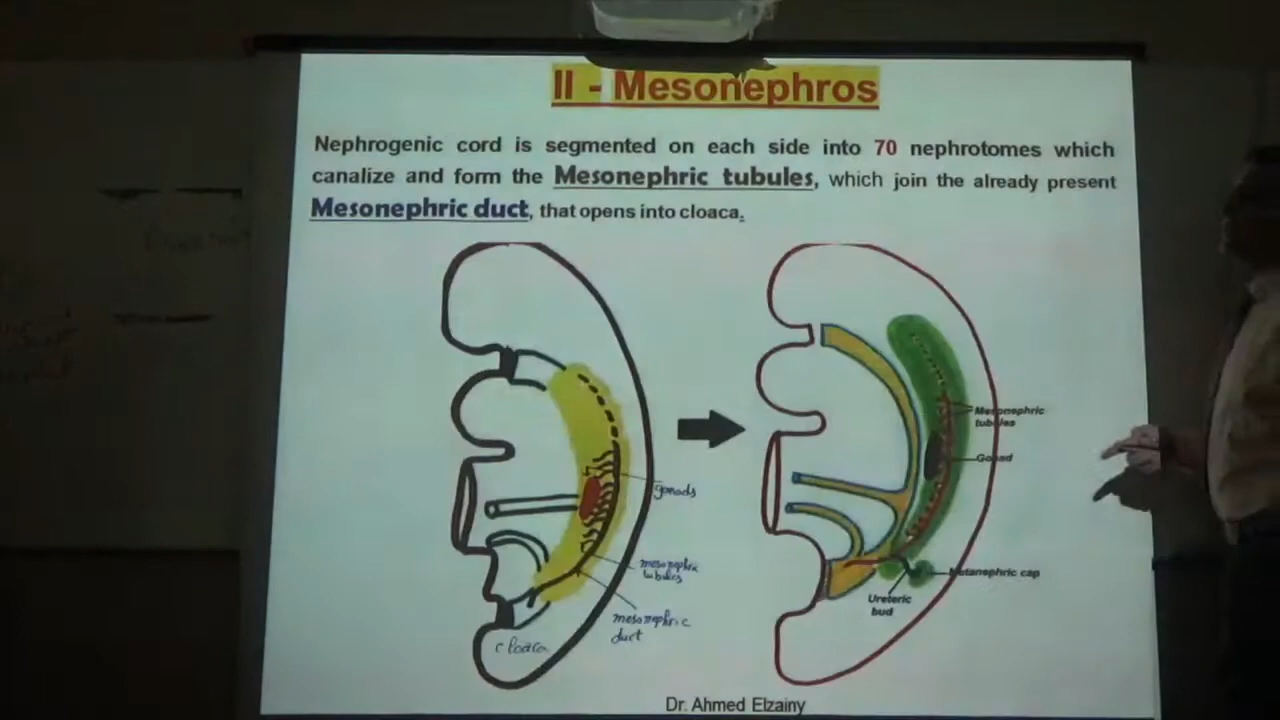 II - Mesonephros
Nephrogenic cord is segmented on each side into 70 nephrotomes which
canalize and form the Mesonephric tubules, which join the already present
Mesonephric duct, that opens into cloaca.
gonads
mesonephric
tubules
mesonephric
duct
cloaca
Mesonephric
tubules
Gonad
Metanephric cap
Ureteric
bud
Dr. Ahmed Elzainy